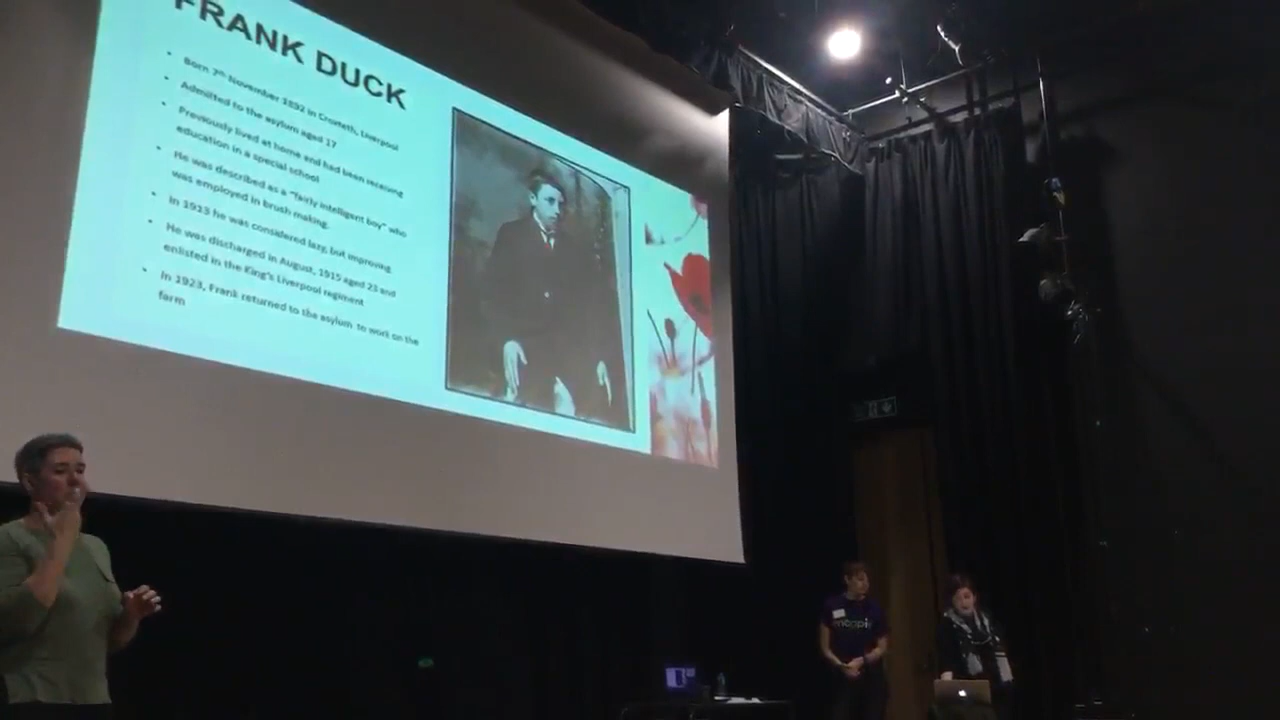 FRANK DUCK
Born 7th November 1892 in Croxteth, Liverpool
Admitted to the asylum aged 17
Previously lived at home and had been receiving
education in a special school
He was described as a "fairly intelligent boy" who
was employed in brush making.
In 1913 he was considered lazy, but improving
He was discharged in August, 1915 aged 23 and
enlisted in the King's Liverpool regiment
In 1923, Frank returned to the asylum to work on the
farm